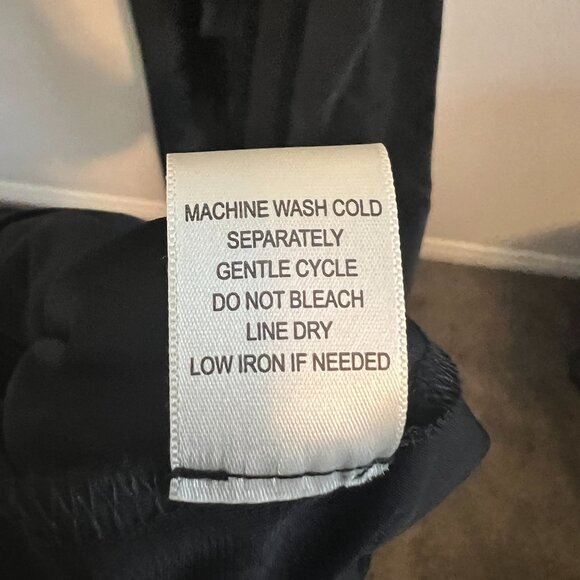 MACHINE WASH COLD
SEPARATELY
GENTLE CYCLE
DO NOT BLEACH
LINE DRY
LOW IRON IF NEEDED